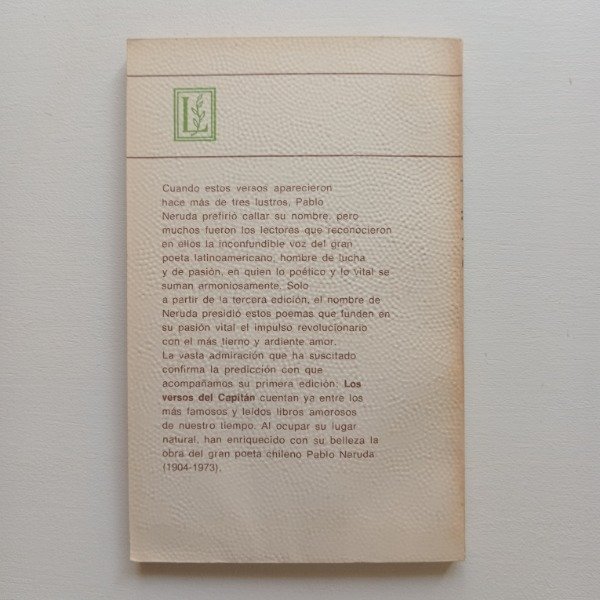 L
Cuando estos versos aparecieron
hace más de tres lustros, Pablo
Neruda prefirió callar su nombre, pero
muchos fueron los lectores que reconocieron
en ellos la inconfundible voz del gran
poeta latinoamericano, hombre de lucha
y de pasión, en quien lo poético y lo vital se
suman armoniosamente. Solo
a partir de la tercera edición, el nombre de
Neruda presidió estos poemas que funden en
su pasión vital el impulso revolucionario
con el más tierno y ardiente amor.
La vasta admiración que ha suscitado
confirma la predicción con que
acompañamos su primera edición: Los
versos del Capitán cuentan ya entre los
más famosos y leídos libros amorosos
de nuestro tiempo. Al ocupar su lugar
natural, han enriquecido con su belleza la
obra del gran poeta chileno Pablo Neruda
(1904-1973).